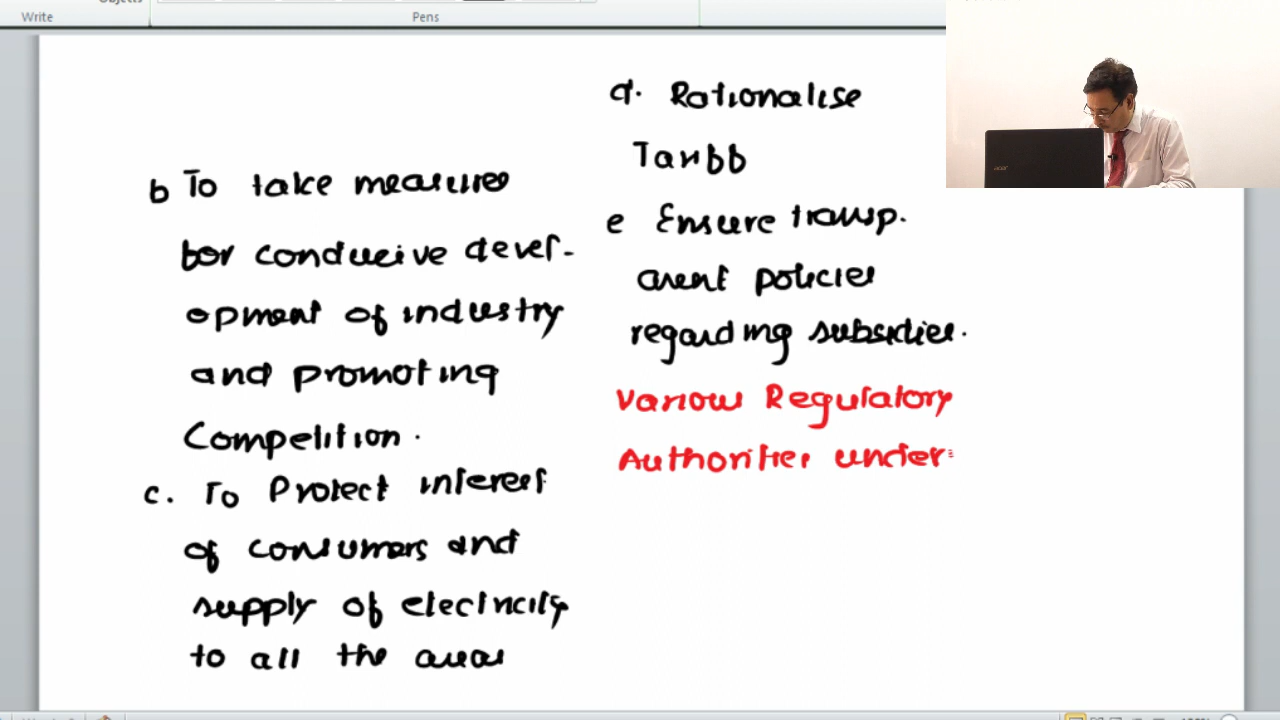 Write
Pens
b To take measures
for conducive devel-
opment of industry
and promoting
Competition.
c. To Protect interest
of consumers and
supply of electricity
to all the areas
d. Rationalise
Tariff
e Ensure transp.
arent policies
regarding subsidies.
Various Regulatory
Authorities under
acer